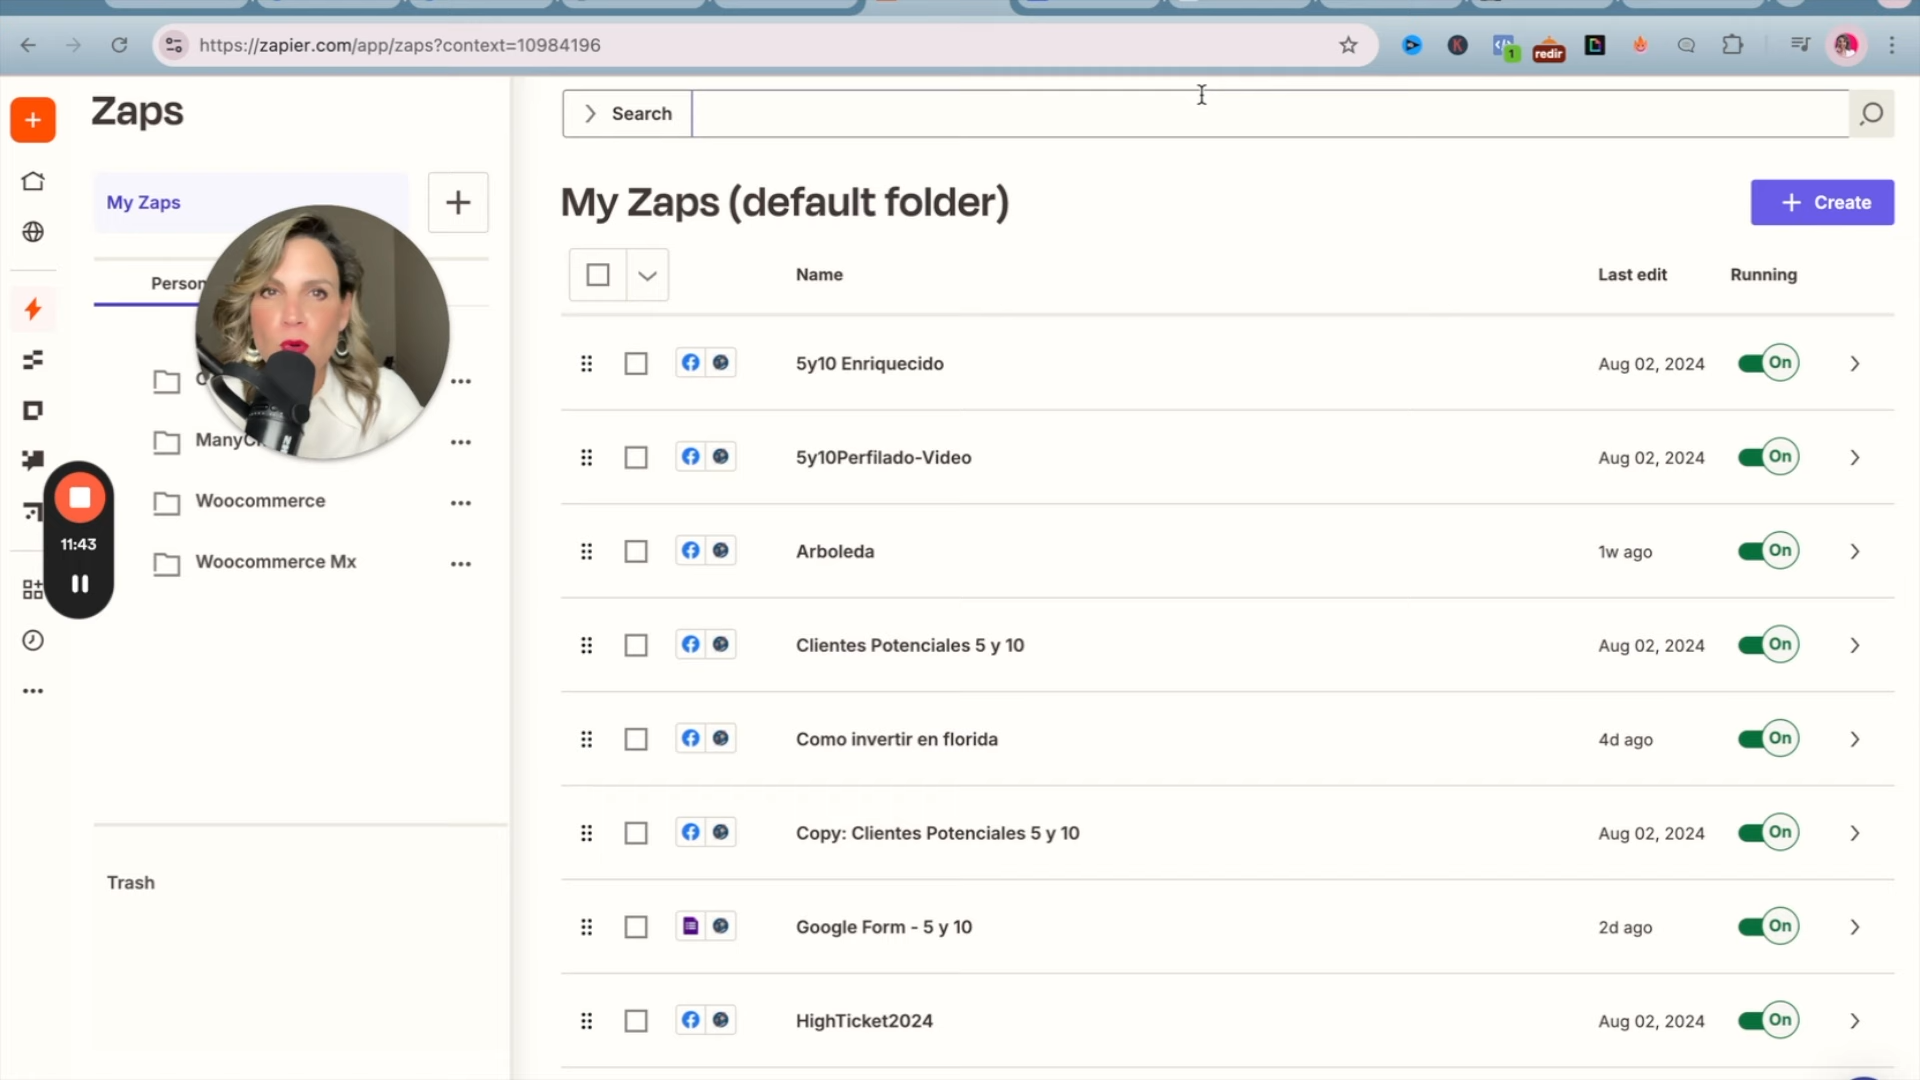 https://zapier.com/app/zaps?context=10984196
1
redir
Zaps
Search
My Zaps
My Zaps (default folder)
Create
Person
Name
Last edit
Running
5y10 Enriquecido
Aug 02, 2024
On
5y10Perfilado-Video
Aug 02, 2024
On
ManyC
Woocommerce
11:43
Arboleda
1w ago
On
Woocommerce Mx
Clientes Potenciales 5 y 10
Aug 02, 2024
On
Como invertir en florida
4d ago
On
Copy: Clientes Potenciales 5 y 10
Aug 02, 2024
On
Trash
Google Form - 5 y 10
2d ago
On
HighTicket2024
Aug 02, 2024
On